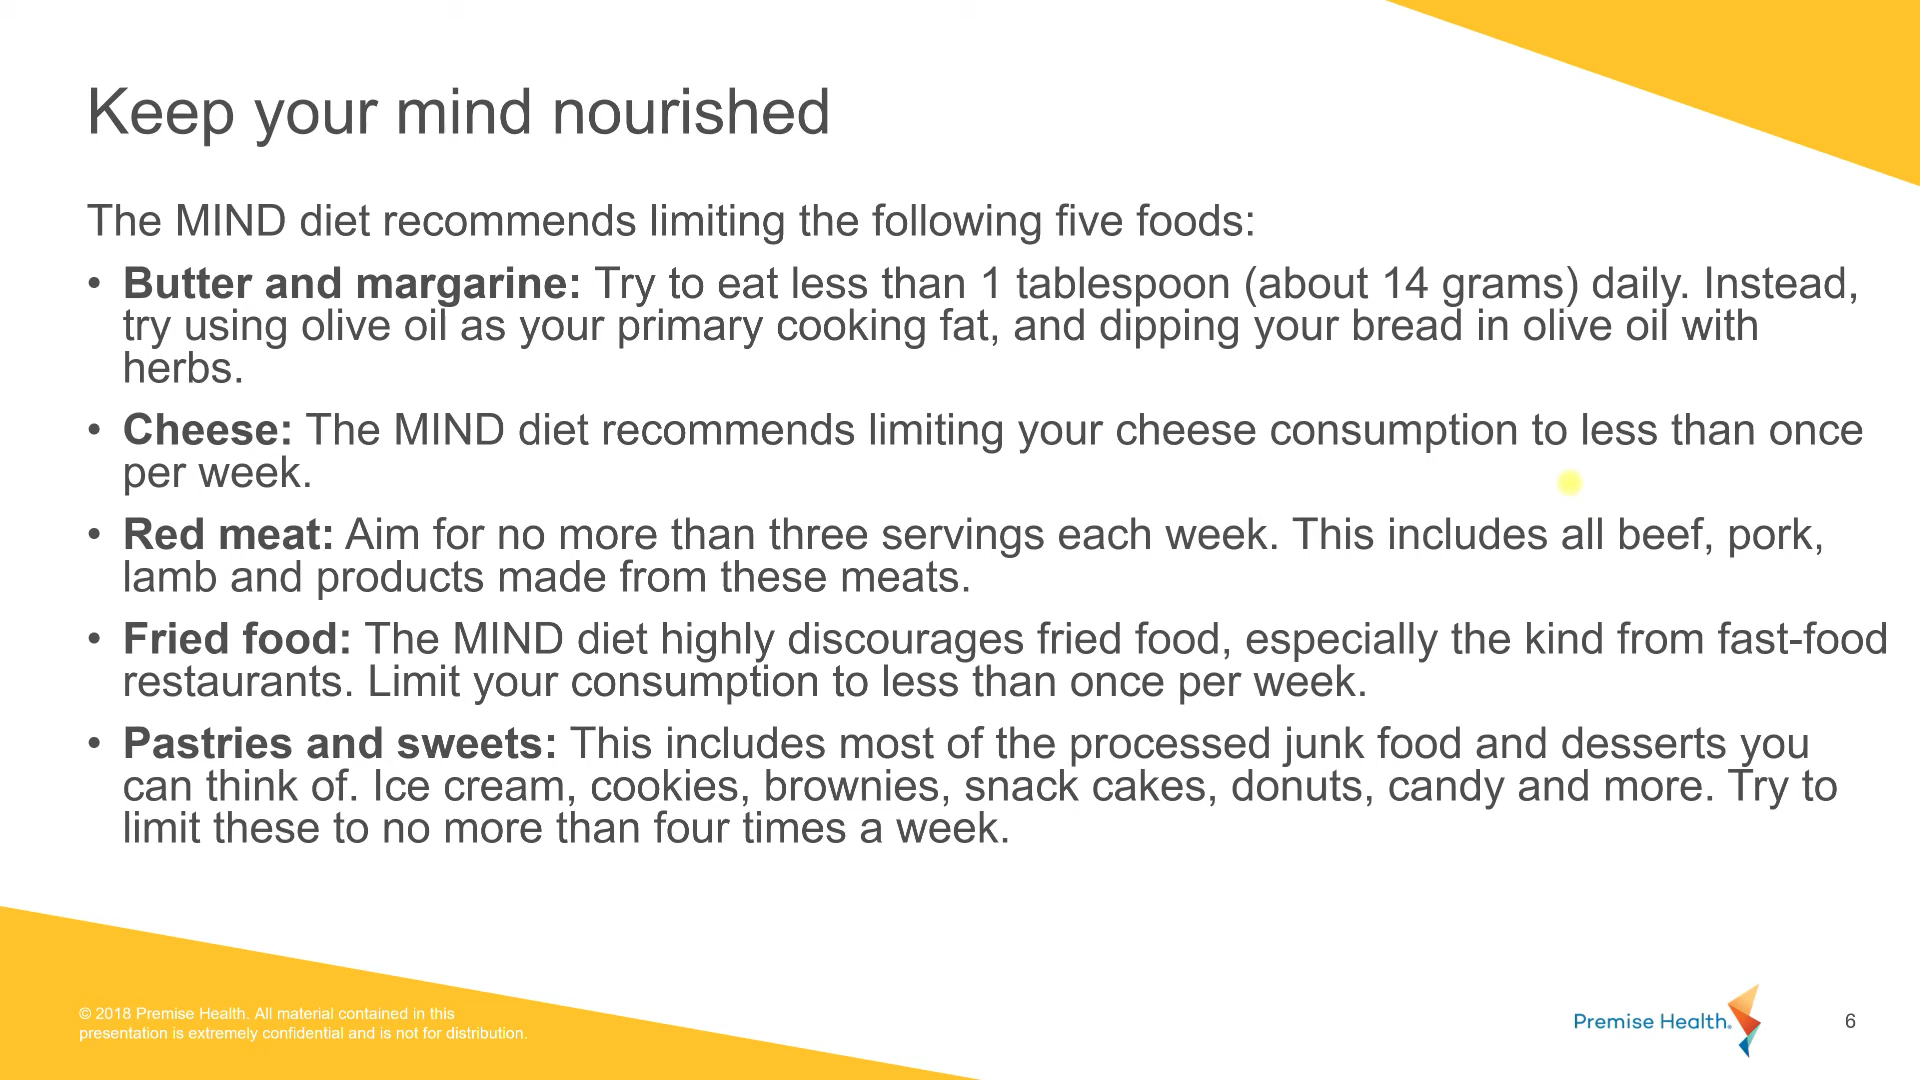 Keep your mind nourished
The MIND diet recommends limiting the following five foods:
• Butter and margarine: Try to eat less than 1 tablespoon (about 14 grams) daily. Instead,
try using olive oil as your primary cooking fat, and dipping your bread in olive oil with
herbs.
• Cheese: The MIND diet recommends limiting your cheese consumption to less than once
per week.
• Red meat: Aim for no more than three servings each week. This includes all beef, pork,
lamb and products made from these meats.
• Fried food: The MIND diet highly discourages fried food, especially the kind from fast-food
restaurants. Limit your consumption to less than once per week.
• Pastries and sweets: This includes most of the processed junk food and desserts you
can think of. Ice cream, cookies, brownies, snack cakes, donuts, candy and more. Try to
limit these to no more than four times a week.
© 2018 Premise Health. All material contained in this
presentation is extremely confidential and is not for distribution.
Premise Health.
6